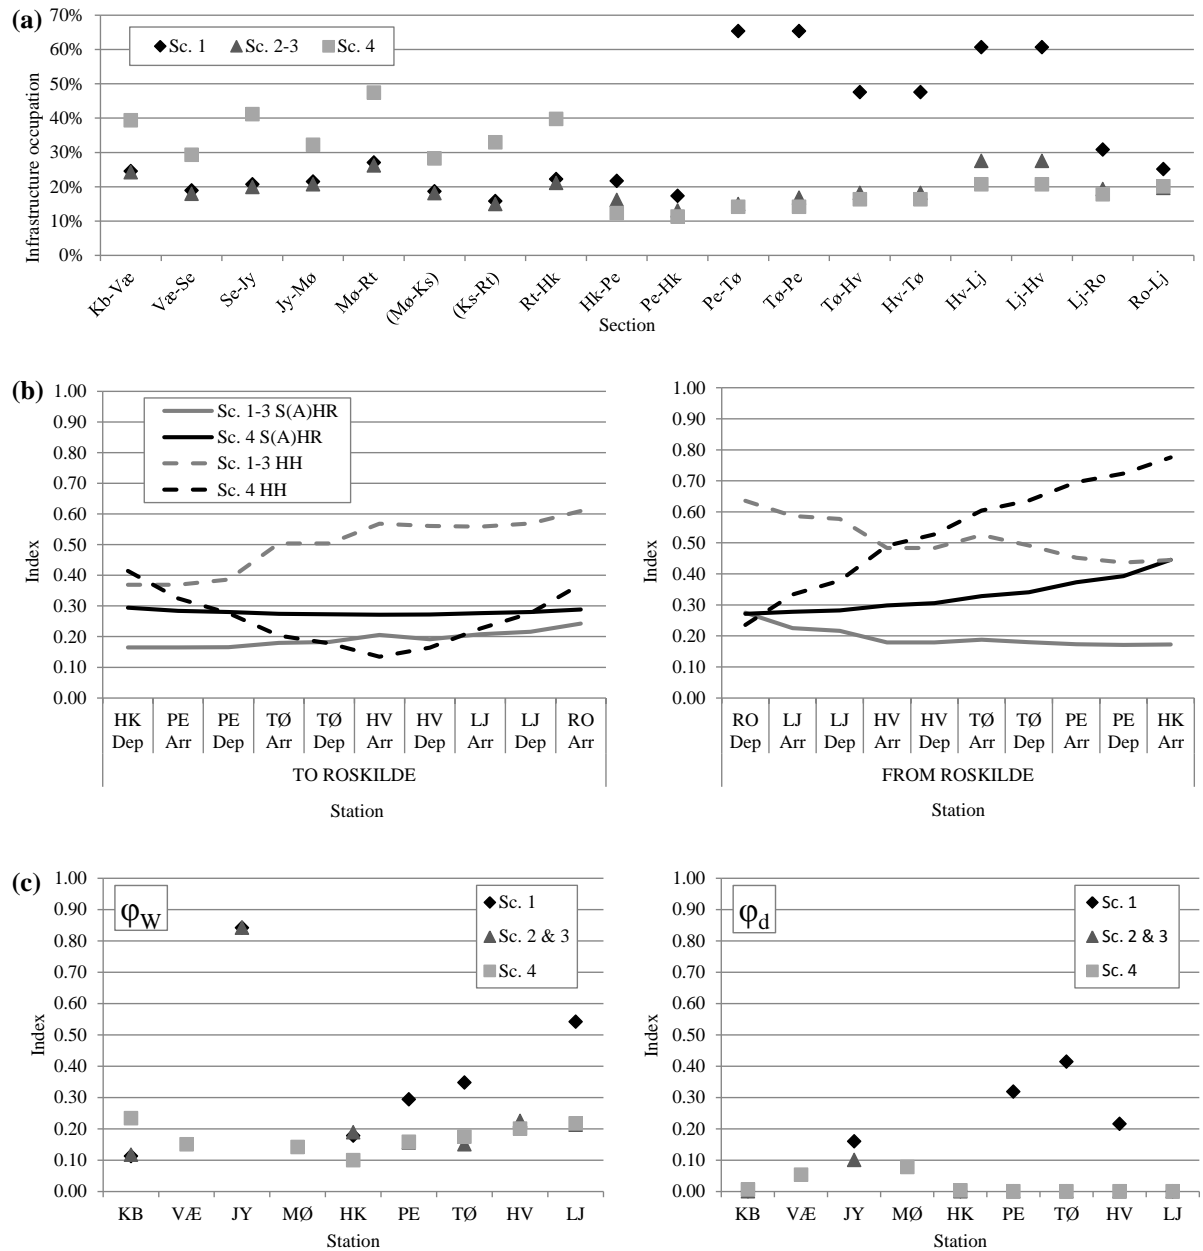 (a)
70%
60%
50%
40%
30%
20%
10%
0%
Infrastructure occupation
Sc. 1
Sc. 2-3
Sc. 4
Kb-Væ
Væ-Se
Se-Jy
Jy-Mø
Mø-Rt
(Mø-Ks)
(Ks-Rt)
Rt-Hk
Hk-Pe
Pe-Hk
Pe-Tø
Tø-Pe
Tø-Hv
Hv-Tø
Hv-Lj
Lj-Hv
Lj-Ro
Ro-Lj
Section
(b)
1.00
0.90
0.80
0.70
0.60
0.50
0.40
0.30
0.20
0.10
0.00
Index
Sc. 1-3 S(A)HR
Sc. 4 S(A)HR
Sc. 1-3 HH
Sc. 4 HH
HK PE PE TØ TØ HV HV LJ LJ RO
Dep Arr Dep Arr Dep Arr Dep Arr Dep Arr
TO ROSKILDE
Station
1.00
0.90
0.80
0.70
0.60
0.50
0.40
0.30
0.20
0.10
0.00
Index
RO LJ LJ HV HV TØ TØ PE PE HK
Dep Arr Dep Arr Dep Arr Dep Arr Dep Arr
FROM ROSKILDE
Station
(c)
1.00
0.90
0.80
0.70
0.60
0.50
0.40
0.30
0.20
0.10
0.00
Index
φW
Sc. 1
Sc. 2 & 3
Sc. 4
KB VÆ JY MØ HK PE TØ HV LJ
Station
1.00
0.90
0.80
0.70
0.60
0.50
0.40
0.30
0.20
0.10
0.00
Index
φd
Sc. 1
Sc. 2 & 3
Sc. 4
KB VÆ JY MØ HK PE TØ HV LJ
Station